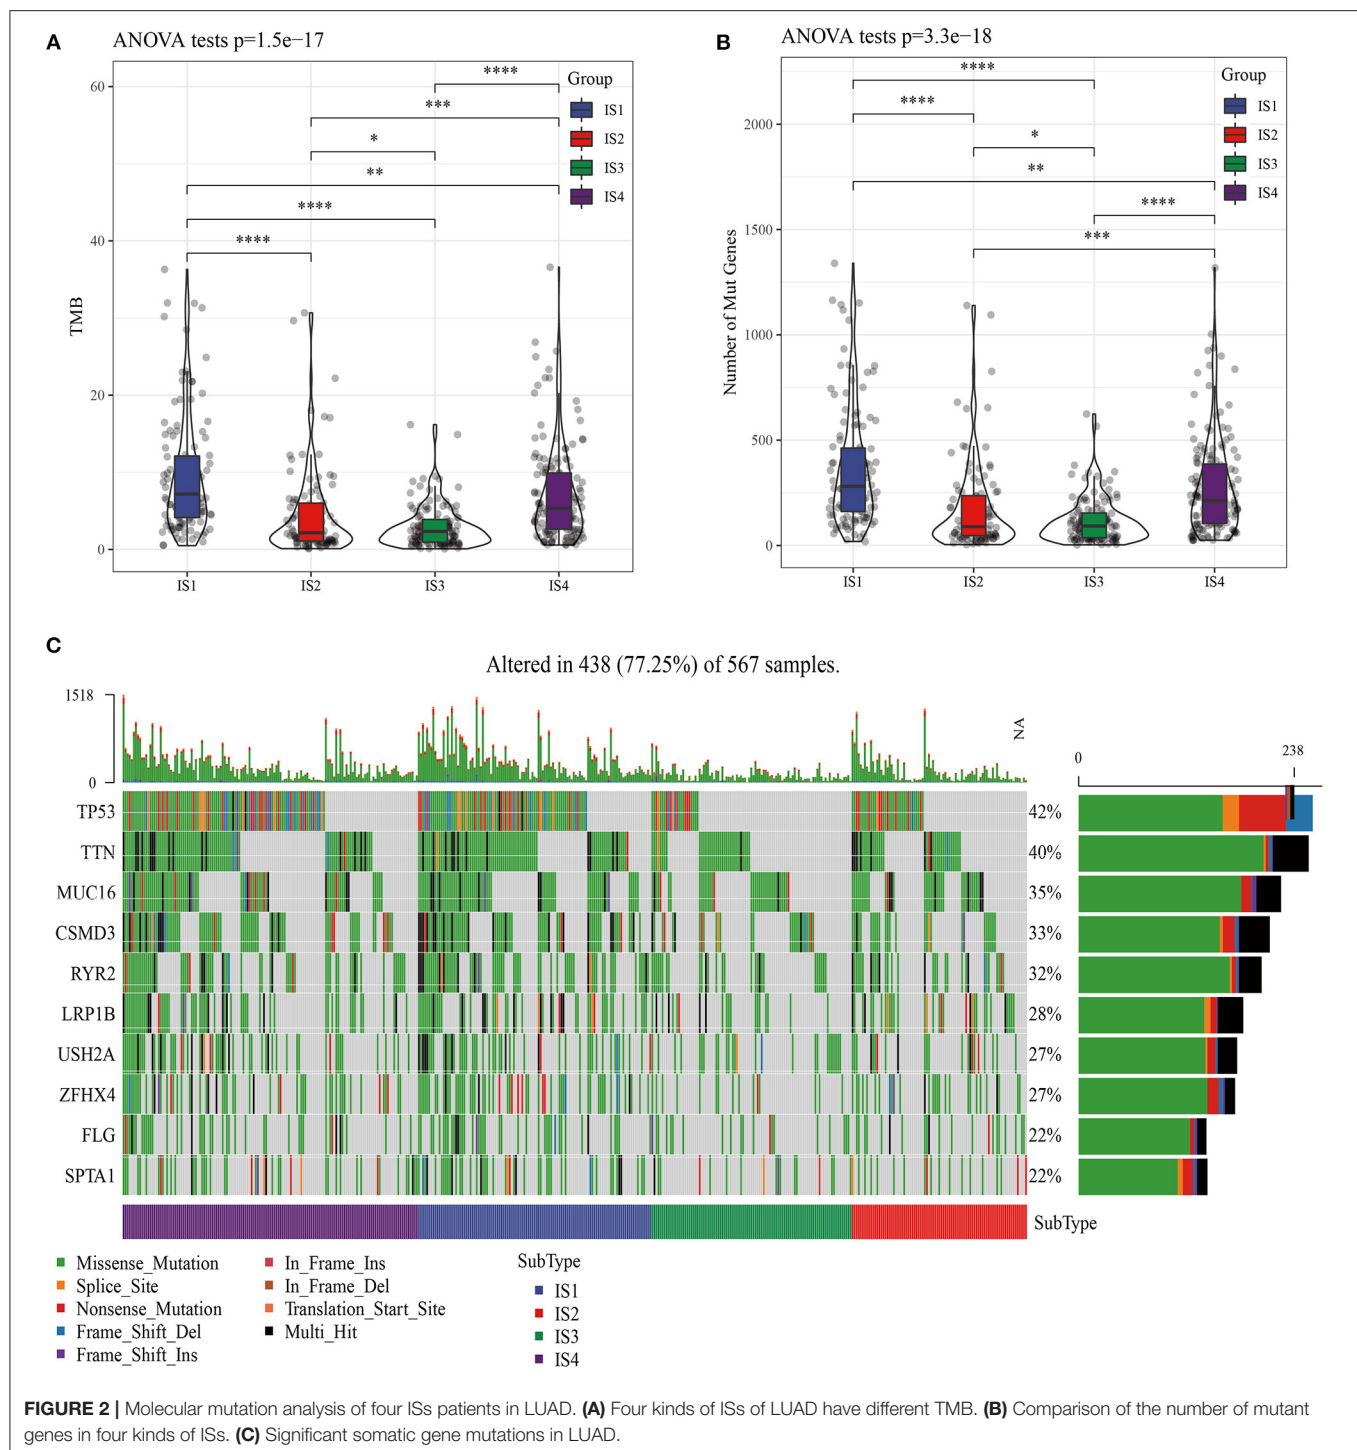 A
ANOVA tests p=1.5e−17
TMB
60
40
20
0
****
***
*
**
****
****
Group
IS1
IS2
IS3
IS4
IS1
IS2
IS3
IS4
B
ANOVA tests p=3.3e−18
Number of Mut Genes
2000
1500
1000
500
0
****
****
*
**
****
***
Group
IS1
IS2
IS3
IS4
IS1
IS2
IS3
IS4
C
Altered in 438 (77.25%) of 567 samples.
1518
0
NA
0
238
TP53
42%
TTN
40%
MUC16
35%
CSMD3
33%
RYR2
32%
LRP1B
28%
USH2A
27%
ZFHX4
27%
FLG
22%
SPTA1
22%
SubType
Missense_Mutation
Splice_Site
Nonsense_Mutation
Frame_Shift_Del
Frame_Shift_Ins
In_Frame_Ins
In_Frame_Del
Translation_Start_Site
Multi_Hit
SubType
IS1
IS2
IS3
IS4
FIGURE 2 | Molecular mutation analysis of four ISs patients in LUAD. (A) Four kinds of ISs of LUAD have different TMB. (B) Comparison of the number of mutant
genes in four kinds of ISs. (C) Significant somatic gene mutations in LUAD.